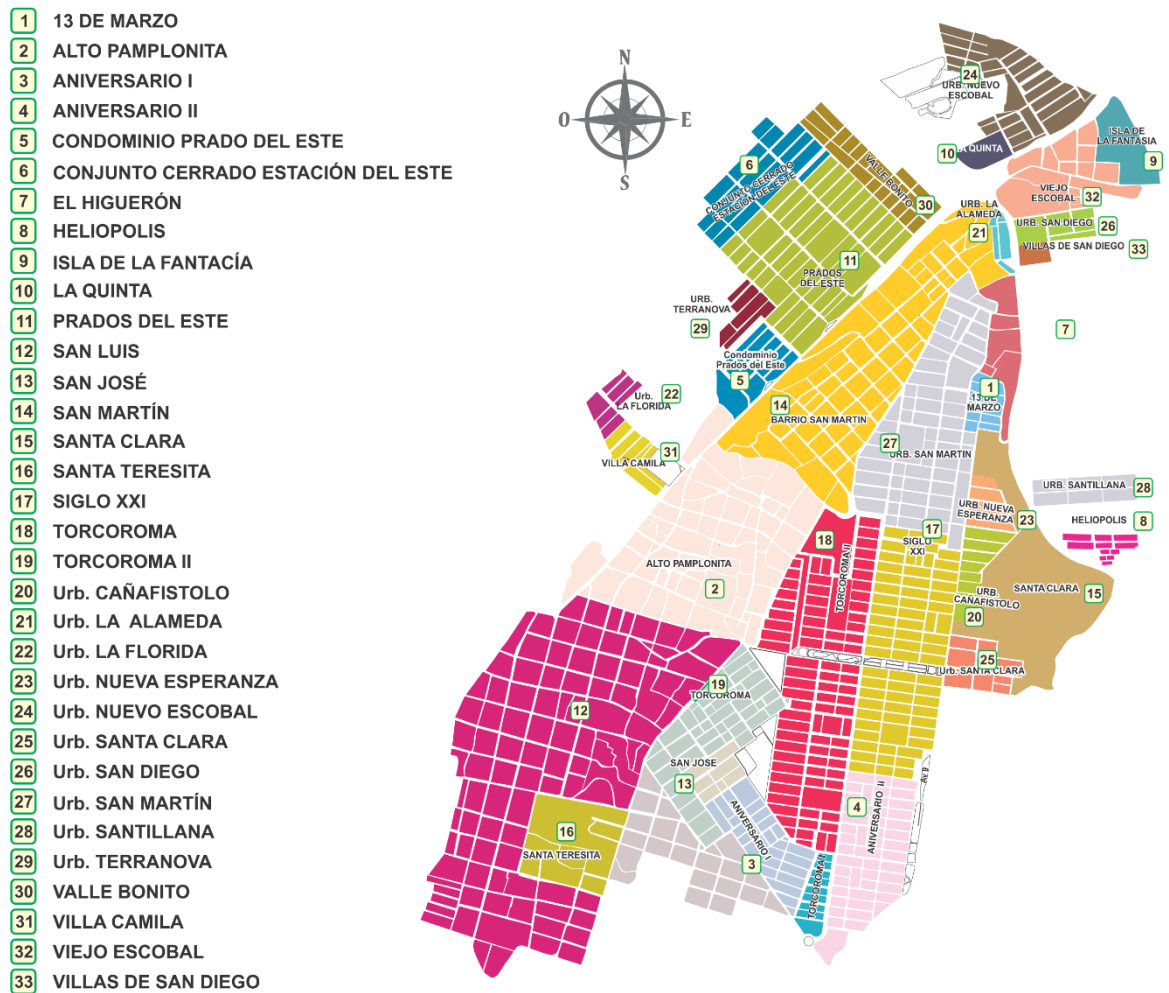 1 13 DE MARZO
2 ALTO PAMPLONITA
3 ANIVERSARIO I
4 ANIVERSARIO II
5 CONDOMINIO PRADO DEL ESTE
6 CONJUNTO CERRADO ESTACIÓN DEL ESTE
7 EL HIGUERÓN
8 HELIOPOLIS
9 ISLA DE LA FANTACÍA
10 LA QUINTA
11 PRADOS DEL ESTE
12 SAN LUIS
13 SAN JOSÉ
14 SAN MARTÍN
15 SANTA CLARA
16 SANTA TERESITA
17 SIGLO XXI
18 TORCOROMA
19 TORCOROMA II
20 Urb. CAÑAFISTOLO
21 Urb. LA ALAMEDA
22 Urb. LA FLORIDA
23 Urb. NUEVA ESPERANZA
24 Urb. NUEVO ESCOBAL
25 Urb. SANTA CLARA
26 Urb. SAN DIEGO
27 Urb. SAN MARTÍN
28 Urb. SANTILLANA
29 Urb. TERRANOVA
30 VALLE BONITO
31 VILLA CAMILA
32 VIEJO ESCOBAL
33 VILLAS DE SAN DIEGO
N
O
E
S
24
URB. NUEVO
ESCOBAL
10
A QUINTA
ISLA DE
LA FANTASIA
9
6
CONJUNTO CERRADO
ESTACIÓN DEL ESTE
VALLE BONITO
30
VIEJO
ESCOBAL
32
URB. LA
ALAMEDA
21
URB. SAN DIEGO
26
VILLAS DE SAN DIEGO
33
11
PRADOS
DEL ESTE
URB.
TERRANOVA
29
7
Condominio
Prados del Este
5
Urb.
LA FLORIDA
22
1
13 DE
MARZO
14
BARRIO SAN MARTIN
27
URB. SAN MARTIN
31
VILLA CAMILA
URB. SANTILLANA
28
URB. NUEVA
ESPERANZA
23
HELIOPOLIS
8
17
SIGLO
XXI
18
TORCOROMA II
ALTO PAMPLONITA
2
SANTA CLARA
15
URB.
CAÑAFISTOLO
20
25
Urb. SANTA CLARA
19
TORCOROMA
12
SAN JOSE
13
Av 9
4
ANIVERSARIO II
ANIVERSARIO I
3
16
SANTA TERESITA
TORCOROMA I